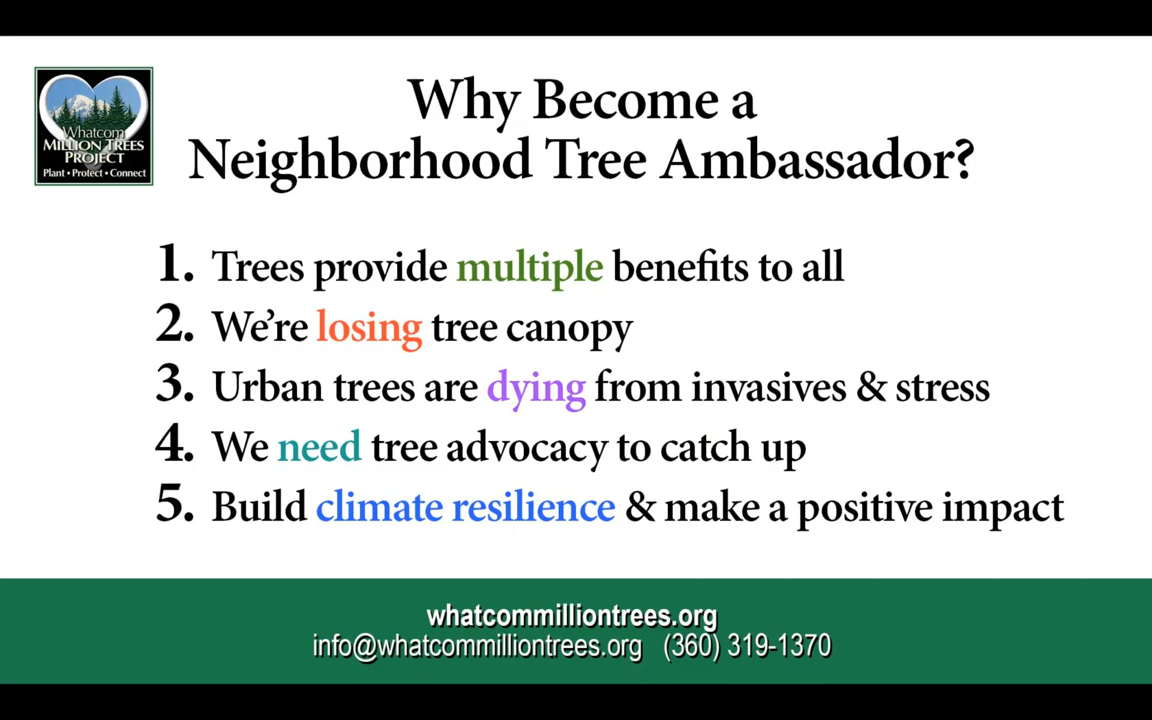 Whatcom
MILLION TREES
PROJECT
Plant • Protect • Connect
Why Become a
Neighborhood Tree Ambassador?
1. Trees provide multiple benefits to all
2. We’re losing tree canopy
3. Urban trees are dying from invasives & stress
4. We need tree advocacy to catch up
5. Build climate resilience & make a positive impact
whatcommilliontrees.org
info@whatcommilliontrees.org (360) 319-1370